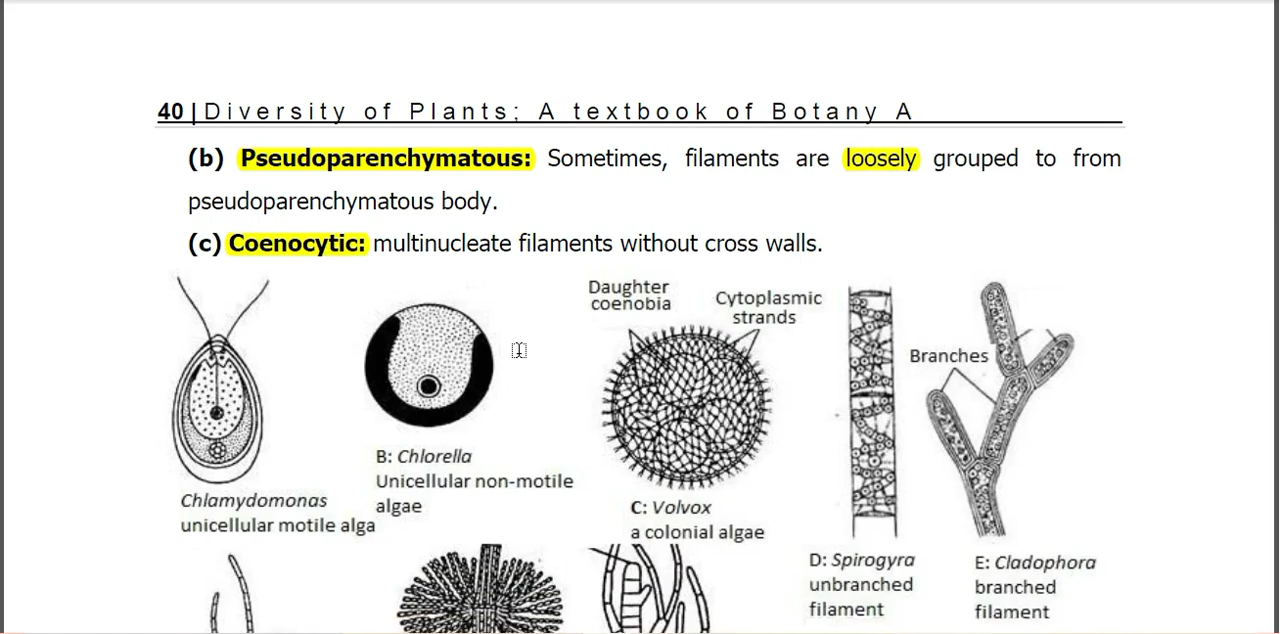 40|Diversity of Plants; A textbook of Botany A
(b) Pseudoparenchymatous: Sometimes, filaments are loosely grouped to from
pseudoparenchymatous body.
(c) Coenocytic: multinucleate filaments without cross walls.
Daughter
coenobia
Cytoplasmic
strands
Branches
Chlamydomonas
unicellular motile alga
B: Chlorella
Unicellular non-motile
algae
C: Volvox
a colonial algae
D: Spirogyra
unbranched
filament
E: Cladophora
branched
filament